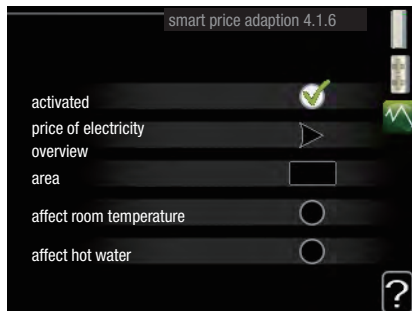 smart price adaption 4.1.6
activated
price of electricity
overview
area
affect room temperature
affect hot water
?